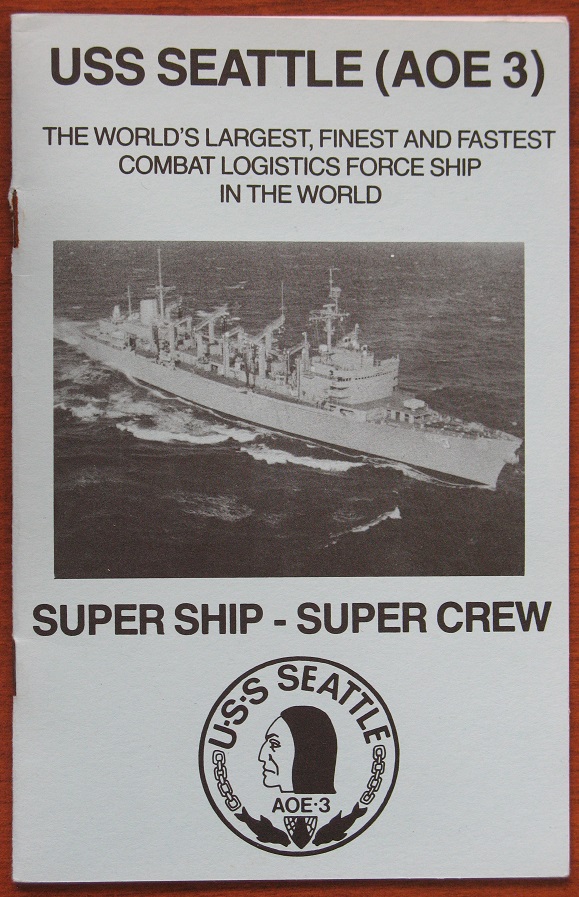 USS SEATTLE (AOE 3)
THE WORLD'S LARGEST, FINEST AND FASTEST
COMBAT LOGISTICS FORCE SHIP
IN THE WORLD
3
SUPER SHIP - SUPER CREW
U·S·S SEATTLE
AOE·3